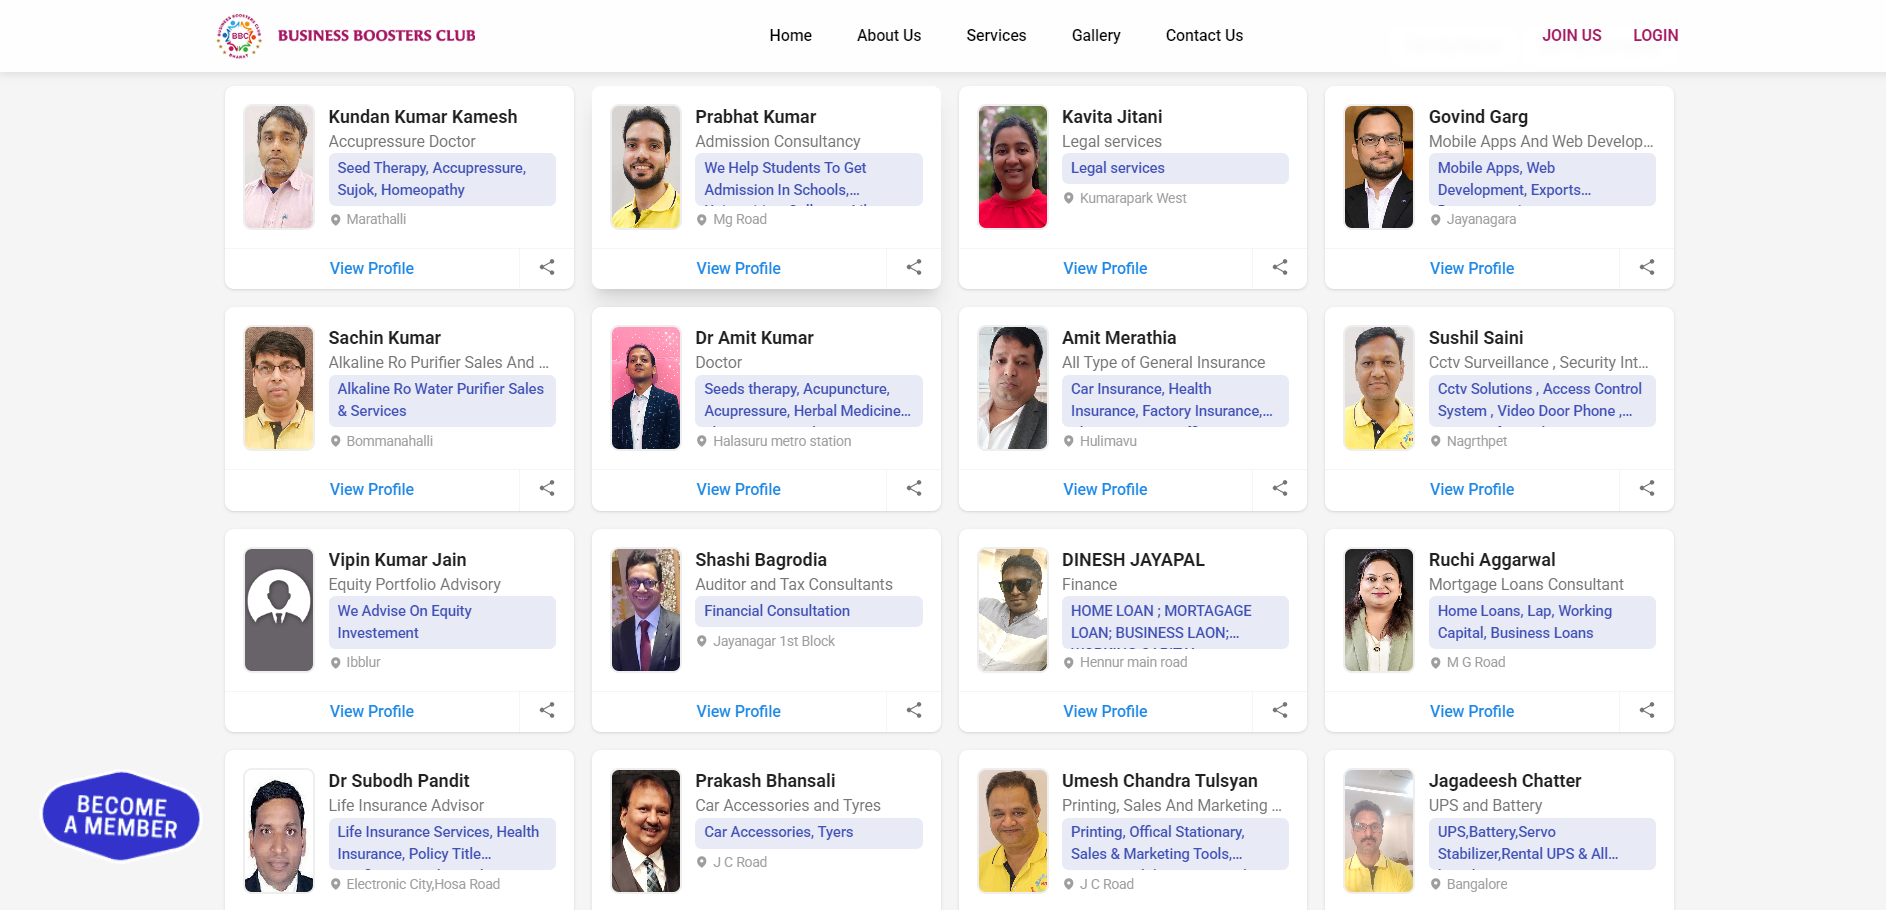 BUSINESS BOOSTERS CLUB
BBC
BHARAT
BUSINESS BOOSTERS CLUB
Home
About Us
Services
Gallery
Contact Us
JOIN US
LOGIN
Kundan Kumar Kamesh
Accupressure Doctor
Seed Therapy, Accupressure,
Sujok, Homeopathy
Marathalli
View Profile
Prabhat Kumar
Admission Consultancy
We Help Students To Get
Admission In Schools,...
Mg Road
View Profile
Kavita Jitani
Legal services
Legal services
Kumarapark West
View Profile
Govind Garg
Mobile Apps And Web Develop...
Mobile Apps, Web
Development, Exports...
Jayanagara
View Profile
Sachin Kumar
Alkaline Ro Purifier Sales And ...
Alkaline Ro Water Purifier Sales
& Services
Bommanahalli
View Profile
Dr Amit Kumar
Doctor
Seeds therapy, Acupuncture,
Acupressure, Herbal Medicine...
Halasuru metro station
View Profile
Amit Merathia
All Type of General Insurance
Car Insurance, Health
Insurance, Factory Insurance,...
Hulimavu
View Profile
Sushil Saini
Cctv Surveillance , Security Int...
Cctv Solutions , Access Control
System , Video Door Phone ,...
Nagrthpet
View Profile
Vipin Kumar Jain
Equity Portfolio Advisory
We Advise On Equity
Investement
Ibblur
View Profile
Shashi Bagrodia
Auditor and Tax Consultants
Financial Consultation
Jayanagar 1st Block
View Profile
DINESH JAYAPAL
Finance
HOME LOAN ; MORTAGAGE
LOAN; BUSINESS LAON;...
Hennur main road
View Profile
Ruchi Aggarwal
Mortgage Loans Consultant
Home Loans, Lap, Working
Capital, Business Loans
M G Road
View Profile
Dr Subodh Pandit
Life Insurance Advisor
Life Insurance Services, Health
Insurance, Policy Title...
Electronic City,Hosa Road
Prakash Bhansali
Car Accessories and Tyres
Car Accessories, Tyers
J C Road
Umesh Chandra Tulsyan
Printing, Sales And Marketing ...
Printing, Offical Stationary,
Sales & Marketing Tools,...
J C Road
Jagadeesh Chatter
UPS and Battery
UPS,Battery,Servo
Stabilizer,Rental UPS & All...
Bangalore
BECOME
A MEMBER